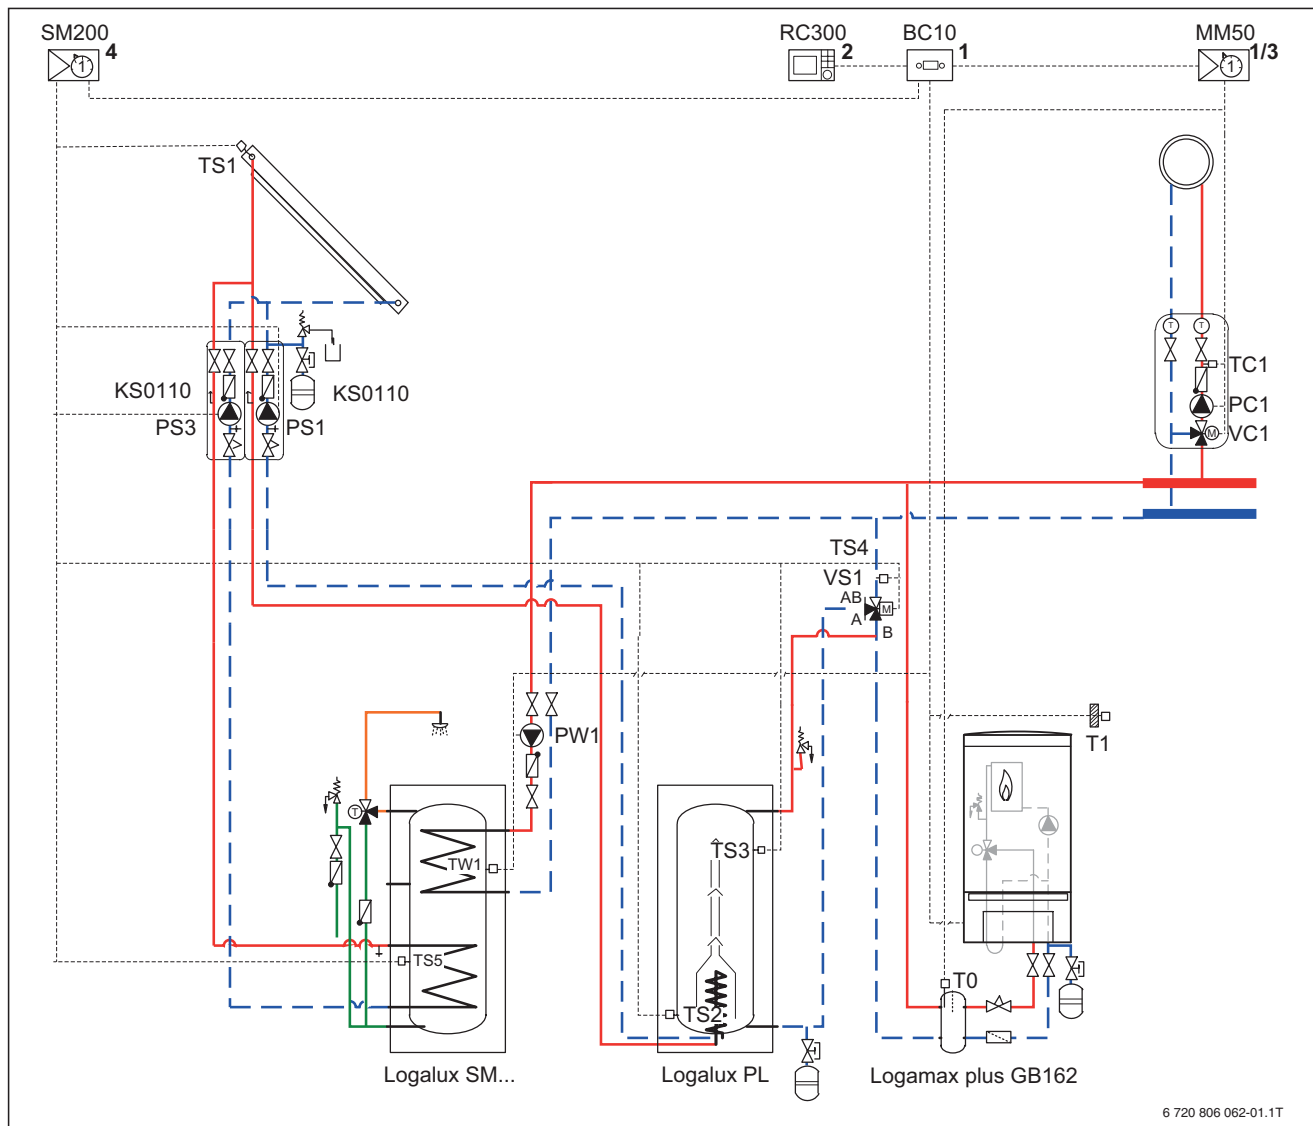 SM200
4
1
RC300
2
BC10
1
MM50
1/3
1
TS1
T
T
TC1
PC1
M
VC1
KS0110
KS0110
PS3
PS1
TS4
VS1
AB
A
M
B
PW1
T1
T
TW1
TS3
TS5
TS2
T0
Logalux SM...
Logalux PL
Logamax plus GB162
6 720 806 062-01.1T